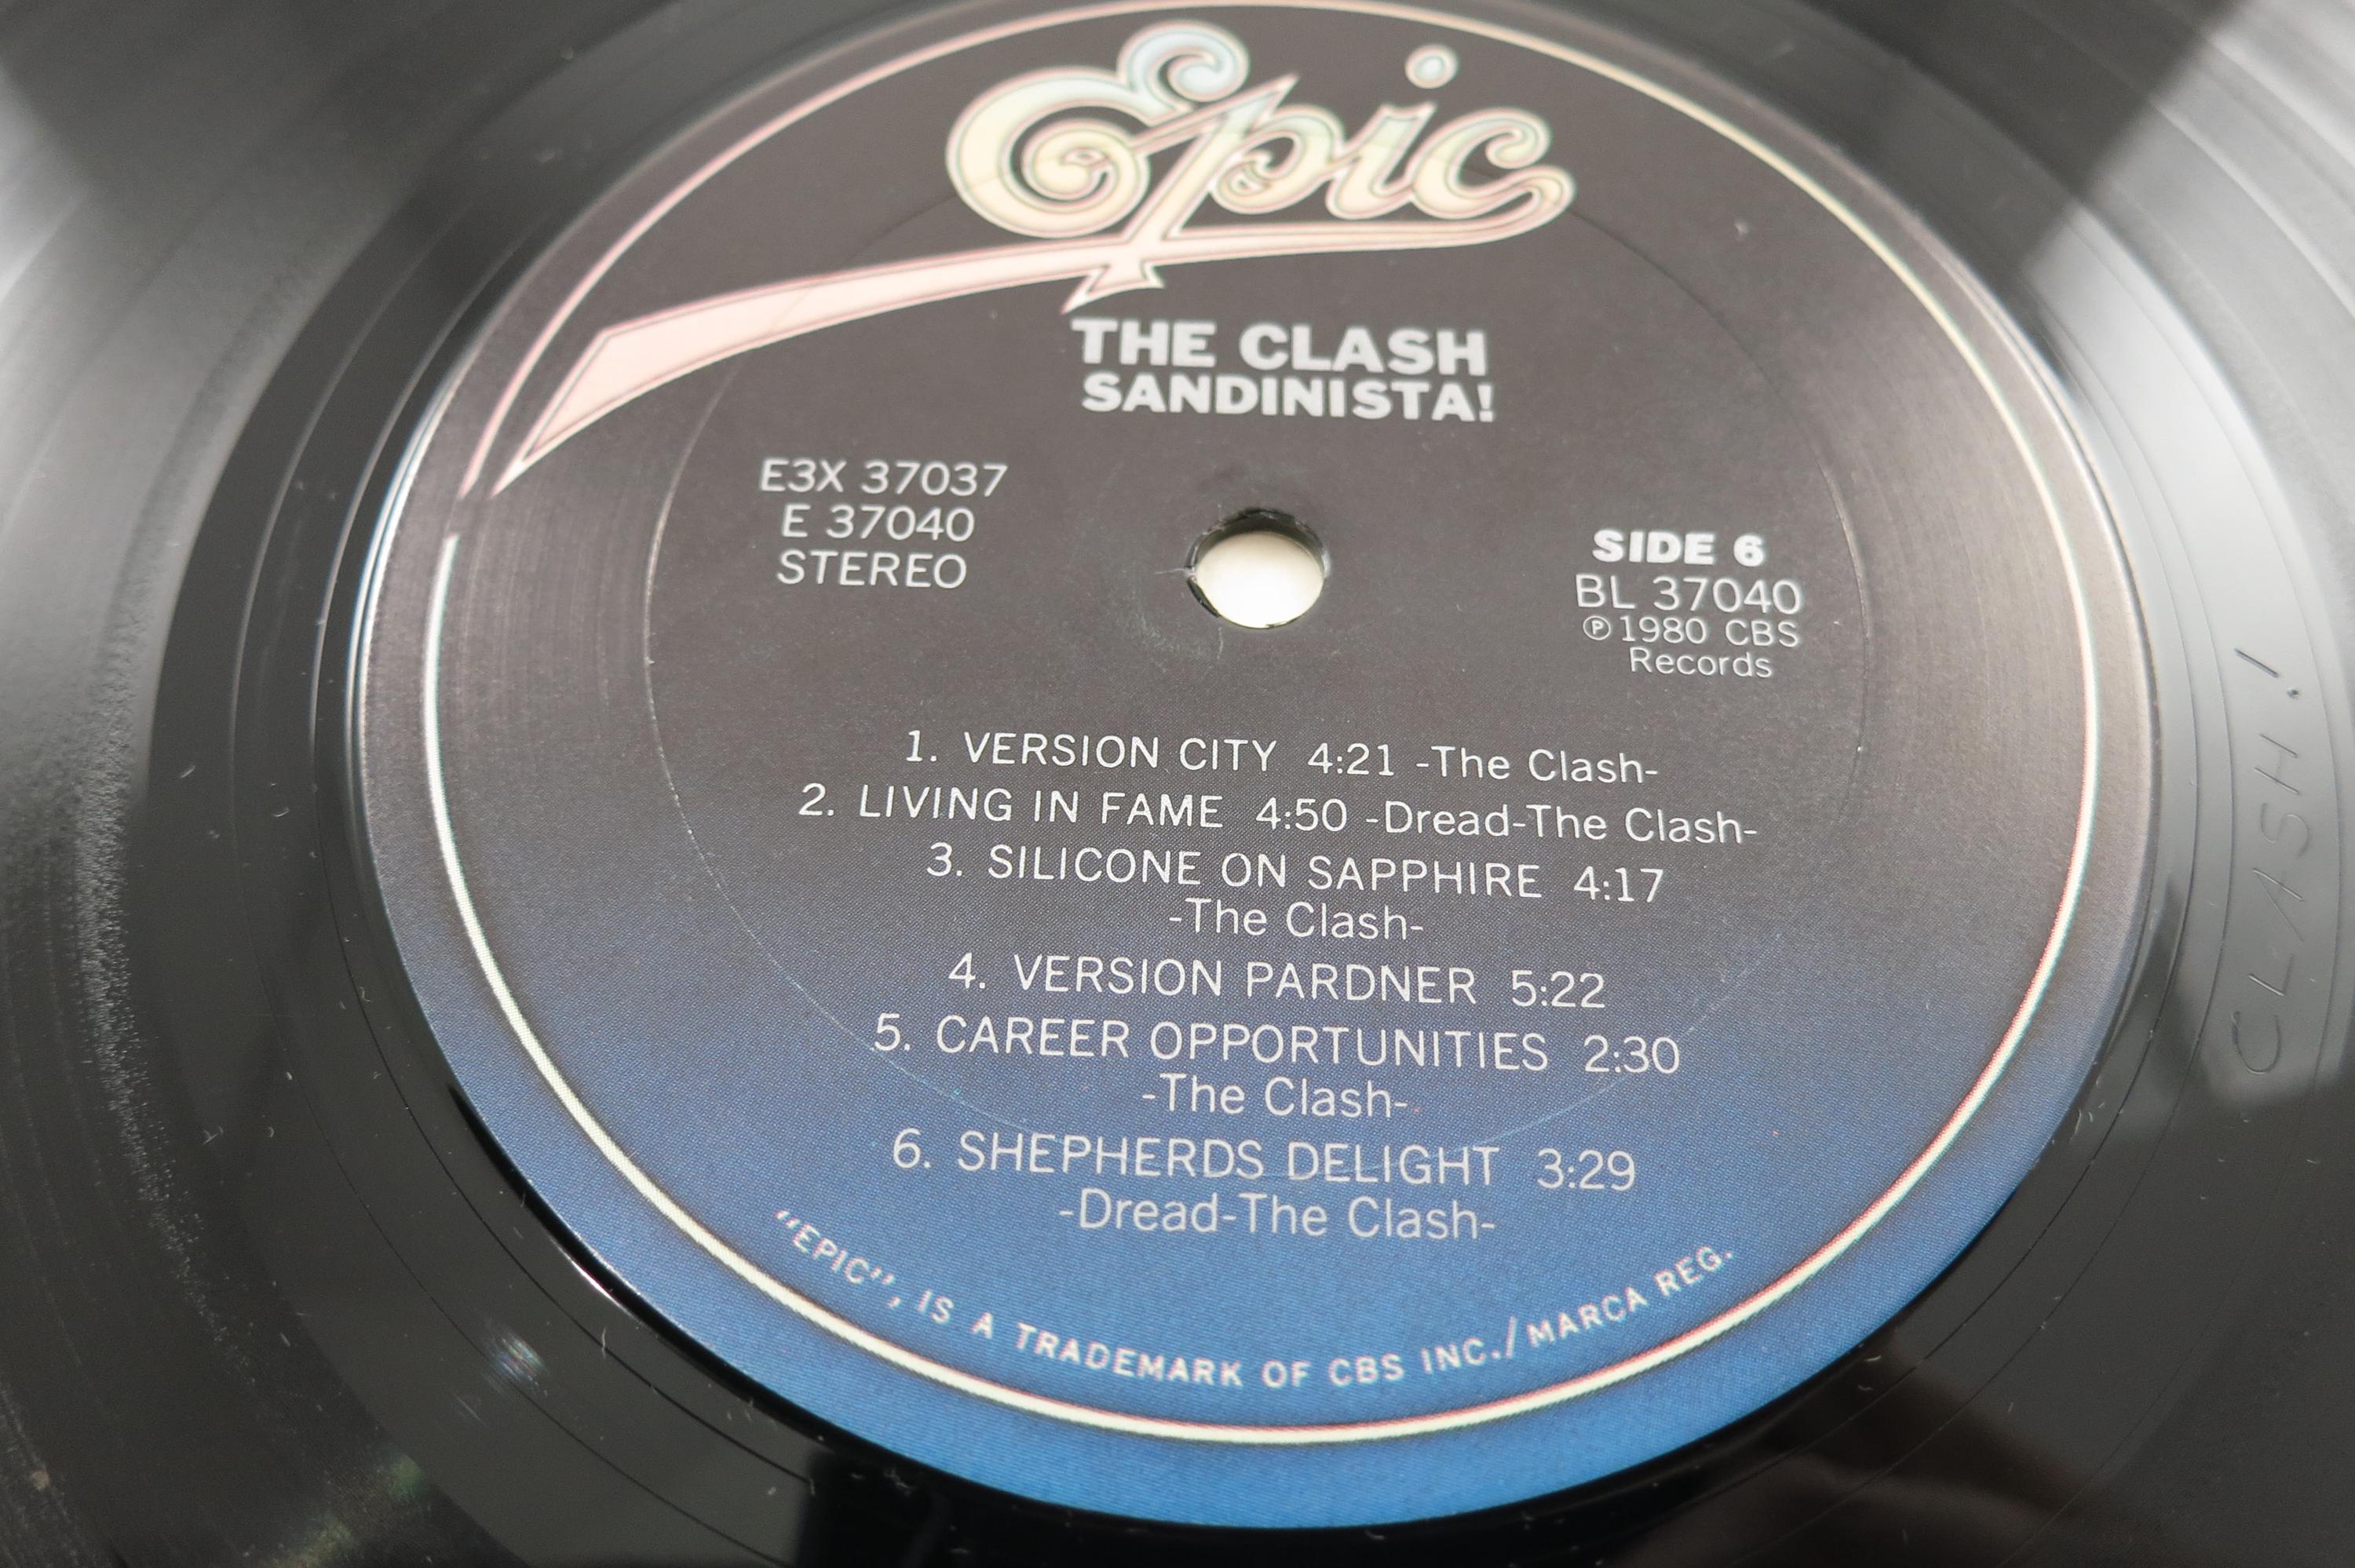 Epic
THE CLASH
SANDINISTA!
E3X 37037
E 37040
STEREO
SIDE 6
BL 37040
℗ 1980 CBS
Records
1. VERSION CITY 4:21 -The Clash-
2. LIVING IN FAME 4:50 -Dread-The Clash-
3. SILICONE ON SAPPHIRE 4:17
-The Clash-
4. VERSION PARDNER 5:22
5. CAREER OPPORTUNITIES 2:30
-The Clash-
6. SHEPHERDS DELIGHT 3:29
-Dread-The Clash-
"EPIC", IS A TRADEMARK OF CBS INC./MARCA REG.
CLASH!